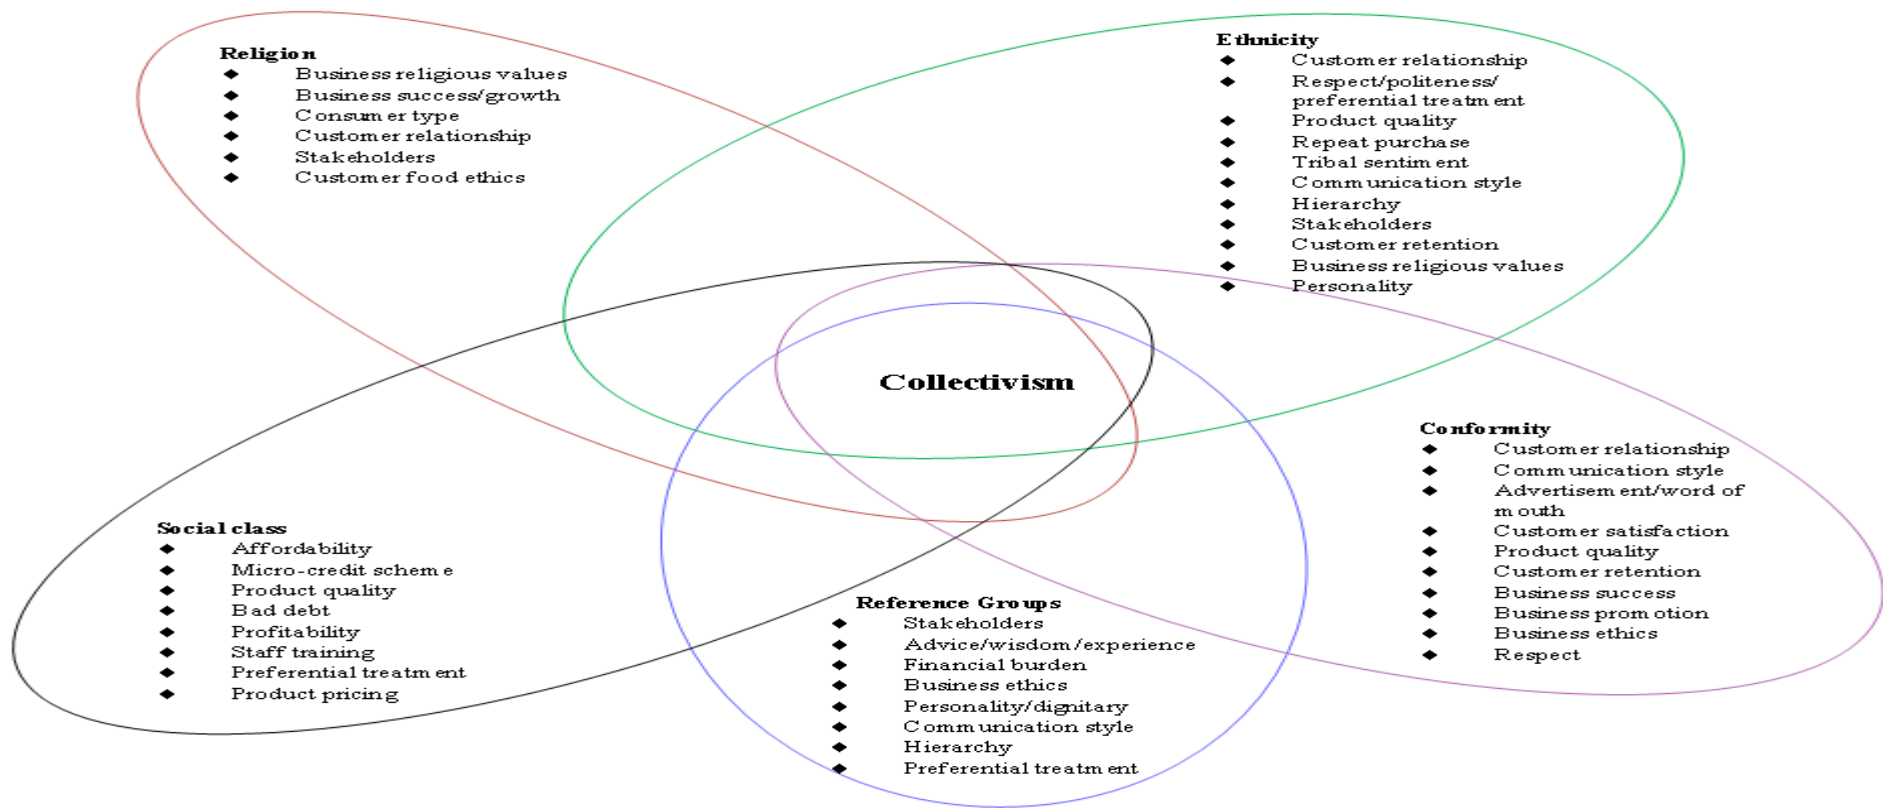 Religion
◆ Business religious values
◆ Business success/growth
◆ Consumer type
◆ Customer relationship
◆ Stakeholders
◆ Customer food ethics
Ethnicity
◆ Customer relationship
◆ Respect/politeness/
preferential treatment
◆ Product quality
◆ Repeat purchase
◆ Tribal sentiment
◆ Communication style
◆ Hierarchy
◆ Stakeholders
◆ Customer retention
◆ Business religious values
◆ Personality
Collectivism
Conformity
◆ Customer relationship
◆ Communication style
◆ Advertisement/word of
mouth
◆ Customer satisfaction
◆ Product quality
◆ Customer retention
◆ Business success
◆ Business promotion
◆ Business ethics
◆ Respect
Social class
◆ Affordability
◆ Micro-credit scheme
◆ Product quality
◆ Bad debt
◆ Profitability
◆ Staff training
◆ Preferential treatment
◆ Product pricing
Reference Groups
◆ Stakeholders
◆ Advice/wisdom/experience
◆ Financial burden
◆ Business ethics
◆ Personality/dignitary
◆ Communication style
◆ Hierarchy
◆ Preferential treatment